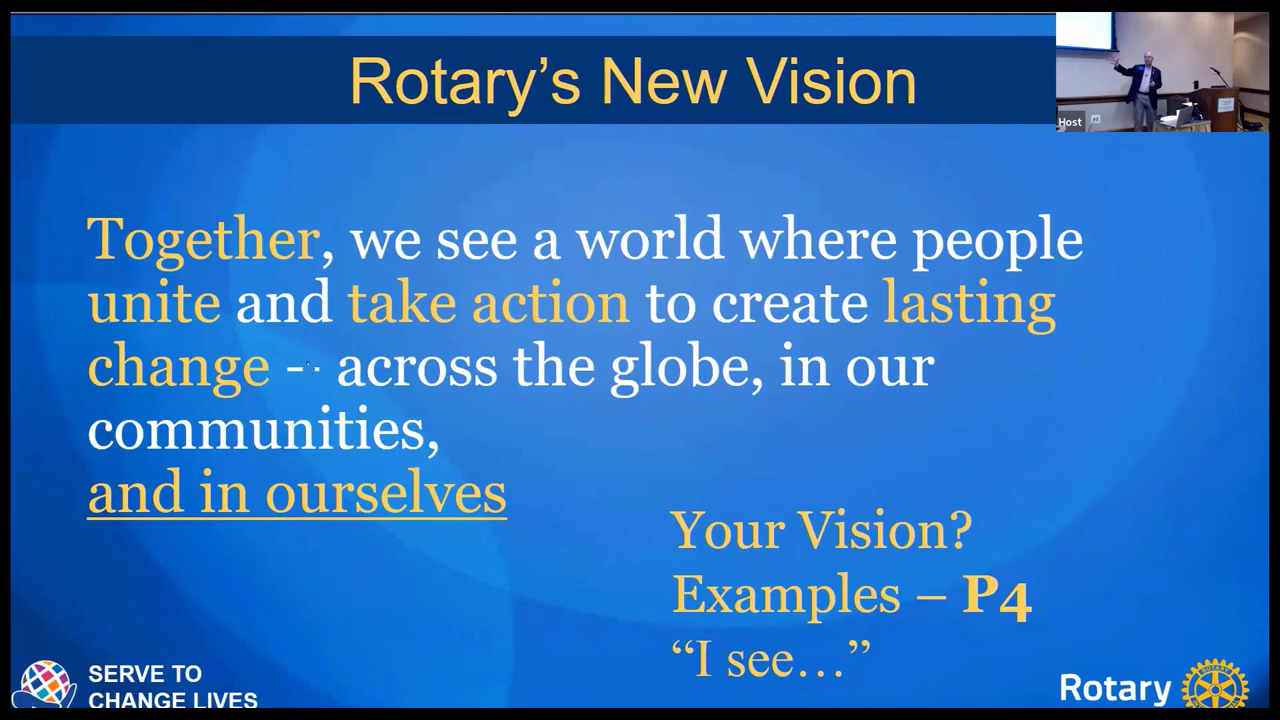 Rotary’s New Vision
Host
Together, we see a world where people
unite and take action to create lasting
change -- across the globe, in our
communities,
and in ourselves
Your Vision?
Examples – P4
“I see…”
SERVE TO
CHANGE LIVES
Rotary